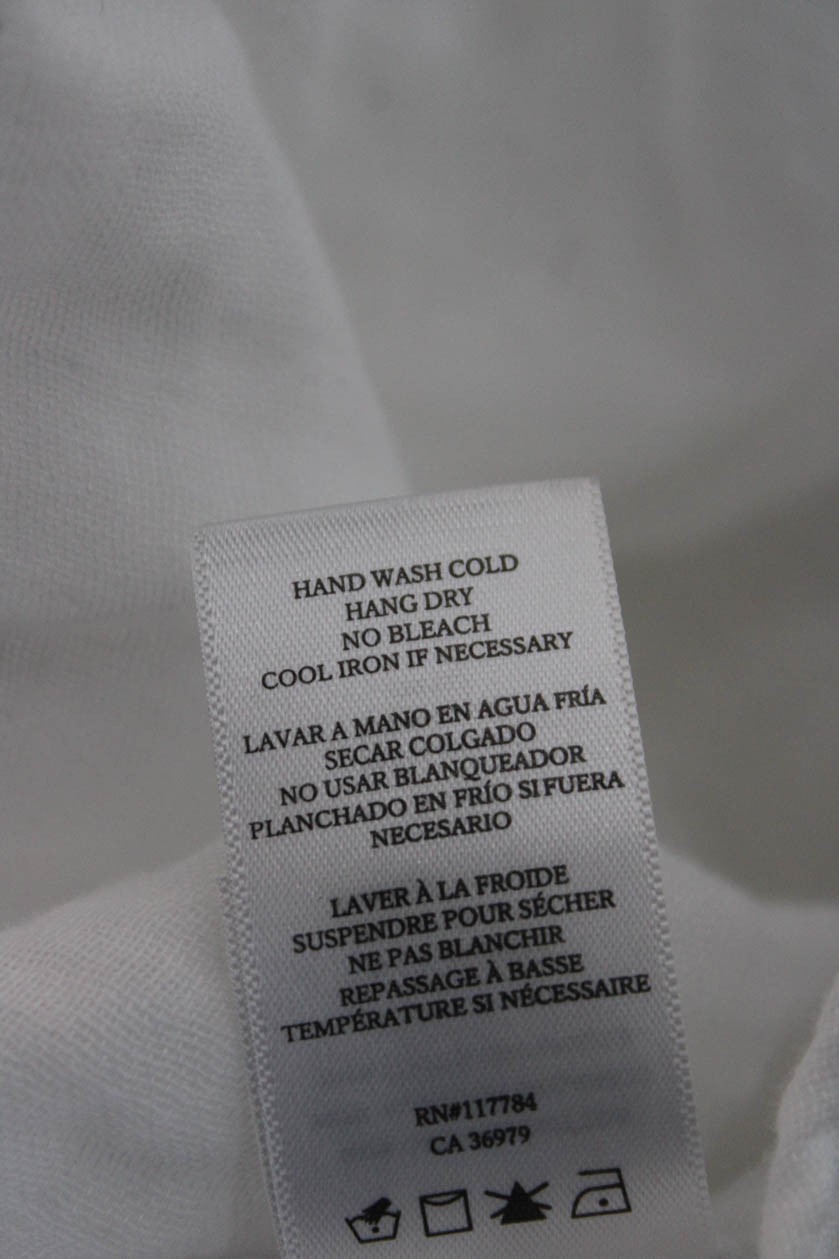 HAND WASH COLD
HANG DRY
NO BLEACH
COOL IRON IF NECESSARY
LAVAR A MANO EN AGUA FRÍA
SECAR COLGADO
NO USAR BLANQUEADOR
PLANCHADO EN FRÍO SI FUERA
NECESARIO
LAVER À LA FROIDE
SUSPENDRE POUR SÉCHER
NE PAS BLANCHIR
REPASSAGE À BASSE
TEMPÉRATURE SI NÉCESSAIRE
RN#117784
CA 36979